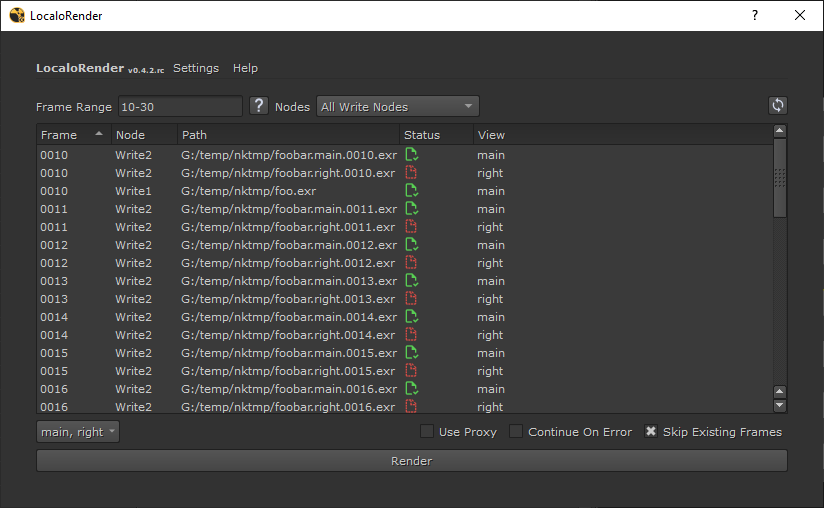 LocaloRender
?
LocaloRender v0.4.2.rc Settings Help
Frame Range 10-30 ? Nodes All Write Nodes
Frame Node Path Status View
0010 Write2 G:/temp/nktmp/foobar.main.0010.exr main
0010 Write2 G:/temp/nktmp/foobar.right.0010.exr right
0010 Write1 G:/temp/nktmp/foo.exr main
0011 Write2 G:/temp/nktmp/foobar.main.0011.exr main
0011 Write2 G:/temp/nktmp/foobar.right.0011.exr right
0012 Write2 G:/temp/nktmp/foobar.main.0012.exr main
0012 Write2 G:/temp/nktmp/foobar.right.0012.exr right
0013 Write2 G:/temp/nktmp/foobar.main.0013.exr main
0013 Write2 G:/temp/nktmp/foobar.right.0013.exr right
0014 Write2 G:/temp/nktmp/foobar.main.0014.exr main
0014 Write2 G:/temp/nktmp/foobar.right.0014.exr right
0015 Write2 G:/temp/nktmp/foobar.main.0015.exr main
0015 Write2 G:/temp/nktmp/foobar.right.0015.exr right
0016 Write2 G:/temp/nktmp/foobar.main.0016.exr main
0016 Write2 G:/temp/nktmp/foobar.right.0016.exr right
main, right Use Proxy Continue On Error Skip Existing Frames
Render